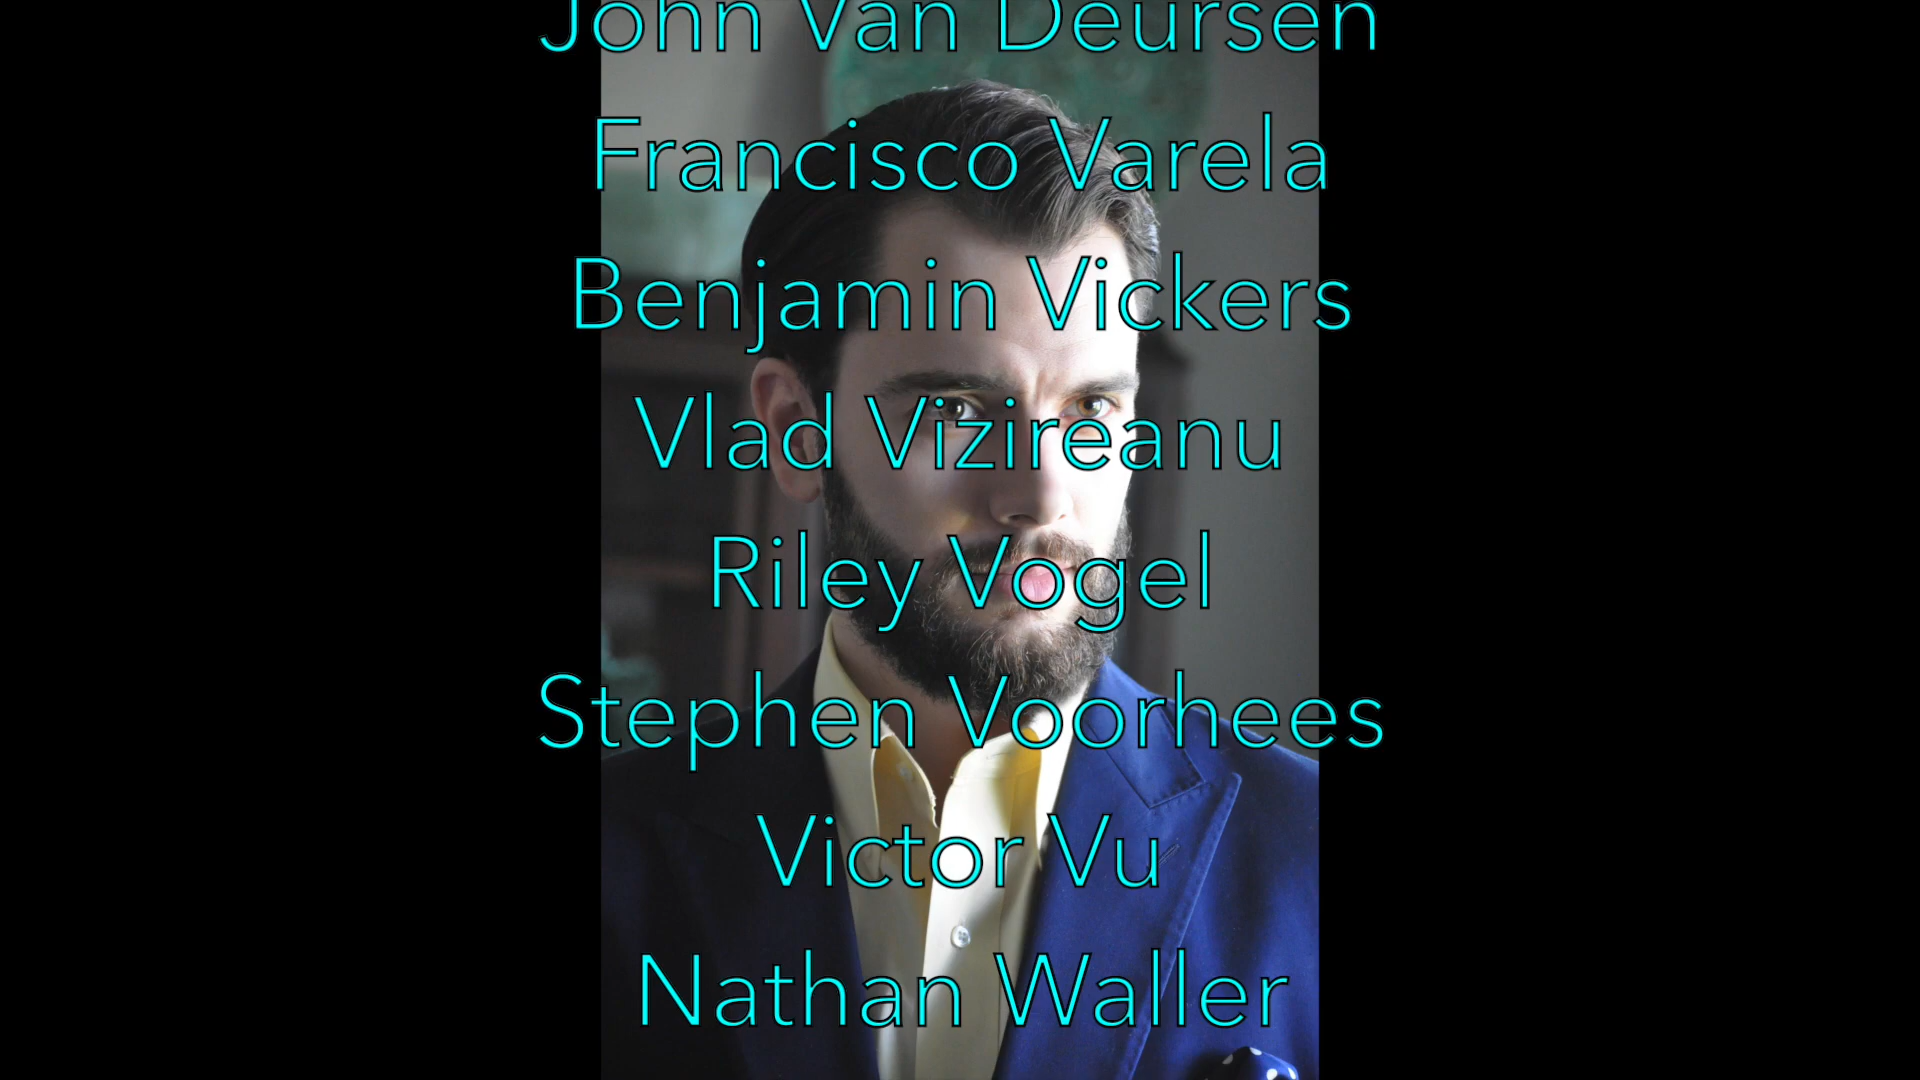 John Van Deursen
Francisco Varela
Benjamin Vickers
Vlad Vizireanu
Riley Vogel
Stephen Voorhees
Victor Vu
Nathan Waller